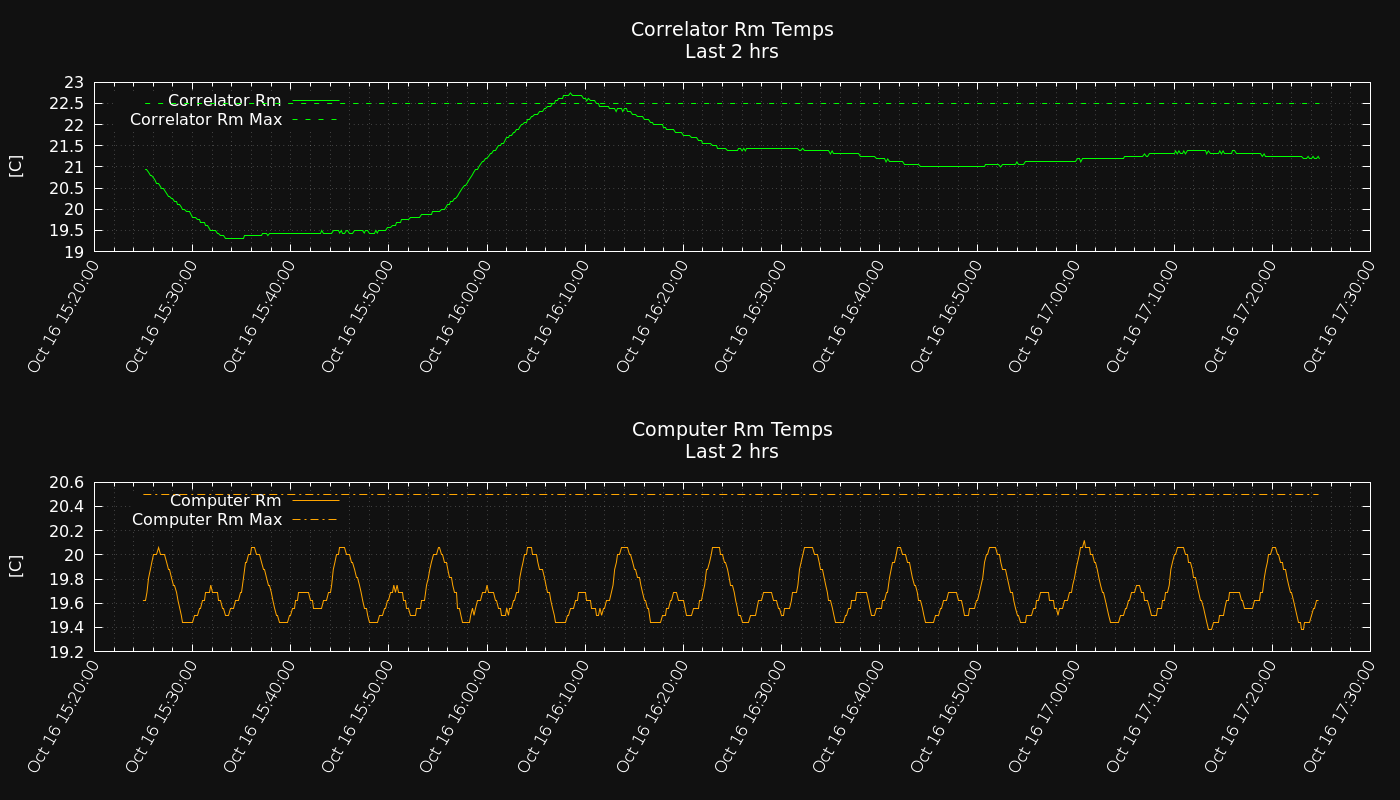 Correlator Rm Temps
Last 2 hrs
23
22.5
22
21.5
21
20.5
20
19.5
19
[C]
Correlator Rm
Correlator Rm Max
Oct 16 15:20:00
Oct 16 15:30:00
Oct 16 15:40:00
Oct 16 15:50:00
Oct 16 16:00:00
Oct 16 16:10:00
Oct 16 16:20:00
Oct 16 16:30:00
Oct 16 16:40:00
Oct 16 16:50:00
Oct 16 17:00:00
Oct 16 17:10:00
Oct 16 17:20:00
Oct 16 17:30:00
Computer Rm Temps
Last 2 hrs
20.6
20.4
20.2
20
19.8
19.6
19.4
19.2
[C]
Computer Rm
Computer Rm Max
Oct 16 15:20:00
Oct 16 15:30:00
Oct 16 15:40:00
Oct 16 15:50:00
Oct 16 16:00:00
Oct 16 16:10:00
Oct 16 16:20:00
Oct 16 16:30:00
Oct 16 16:40:00
Oct 16 16:50:00
Oct 16 17:00:00
Oct 16 17:10:00
Oct 16 17:20:00
Oct 16 17:30:00